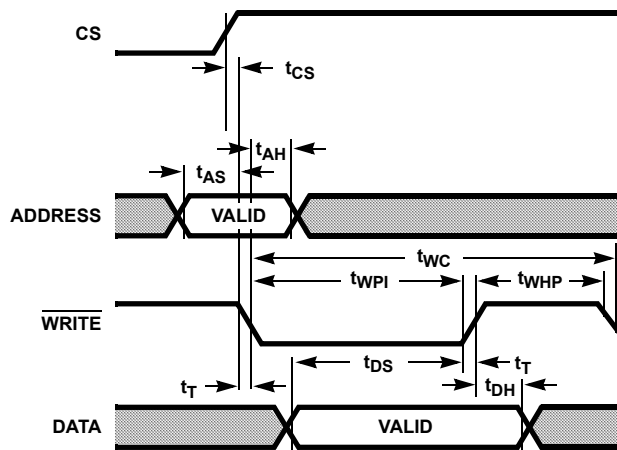 CS
tCS
tAH
tAS
ADDRESS
VALID
tWC
tWPI
tWHP
WRITE
tDS
tT
tT
tDH
DATA
VALID